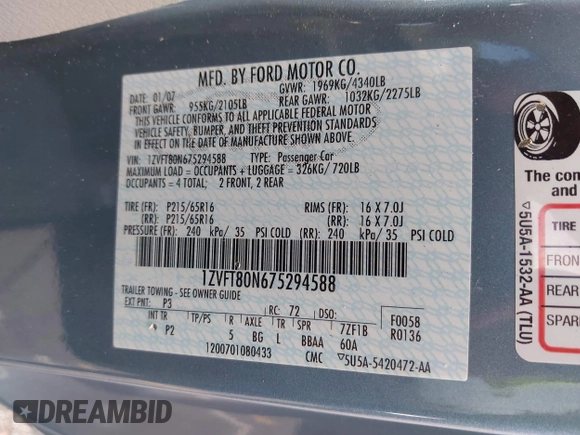 MFD. BY FORD MOTOR CO.
DATE: 01/07 GVWR: 1969KG/4340LB
FRONT GAWR: 955KG/2105LB REAR GAWR: 1032KG/2275LB
THIS VEHICLE CONFORMS TO ALL APPLICABLE FEDERAL MOTOR
VEHICLE SAFETY, BUMPER, AND THEFT PREVENTION STANDARDS
IN EFFECT ON THE DATE OF MANUFACTURE SHOWN ABOVE.
VIN: 1ZVFT80N675294588 TYPE: Passenger Car
MAXIMUM LOAD = OCCUPANTS + LUGGAGE = 326KG/ 720LB
OCCUPANTS = 4 TOTAL; 2 FRONT, 2 REAR
TIRE (FR): P215/65R16 RIMS (FR): 16 X 7.0J
(RR): P215/65R16 (RR): 16 X 7.0J
PRESSURE (FR): 240 kPa/ 35 PSI COLD (RR): 240 kPa/ 35 PSI COLD
1ZVFT80N675294588
TRAILER TOWING - SEE OWNER GUIDE
EXT PNT: P3 RC: 72 DSO: F0058
INT TR TP/PS R AXLE TR SPR 7ZF1B R0136
P2 5 BG L BBAA 60A
1200701080433 CMC ▽5U5A-5420472-AA
The con
and
TIRE
FRON
REAR
SPAR
▽5U5A-1532-AA (TLU)
DREAMBID